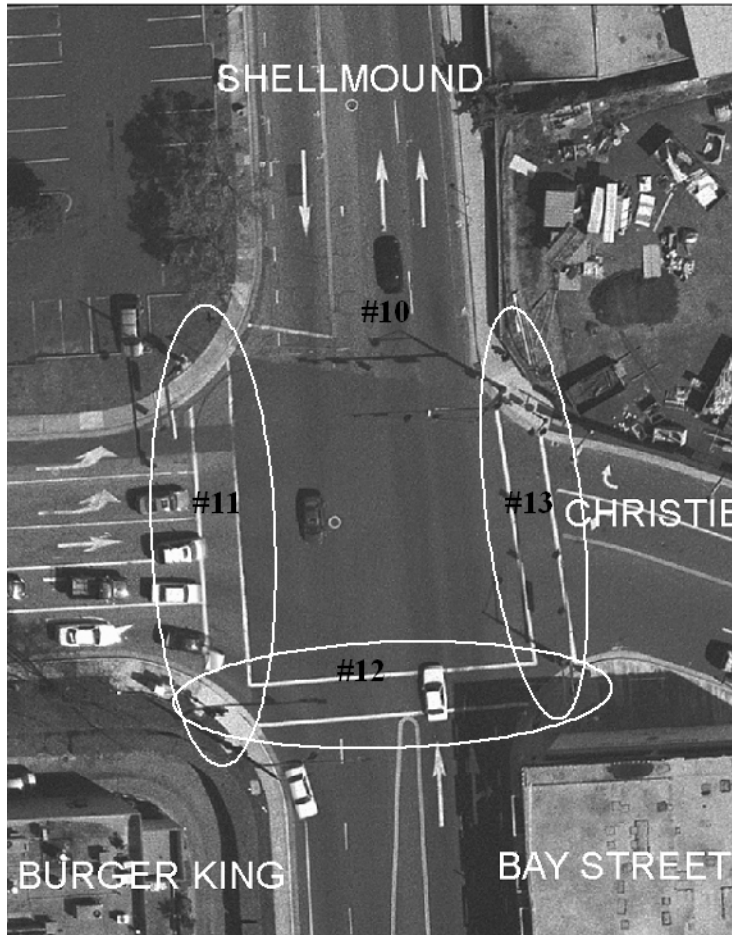 SHELLMOUND
#10
#11
#13
CHRISTIE
#12
BURGER KING
BAY STREET